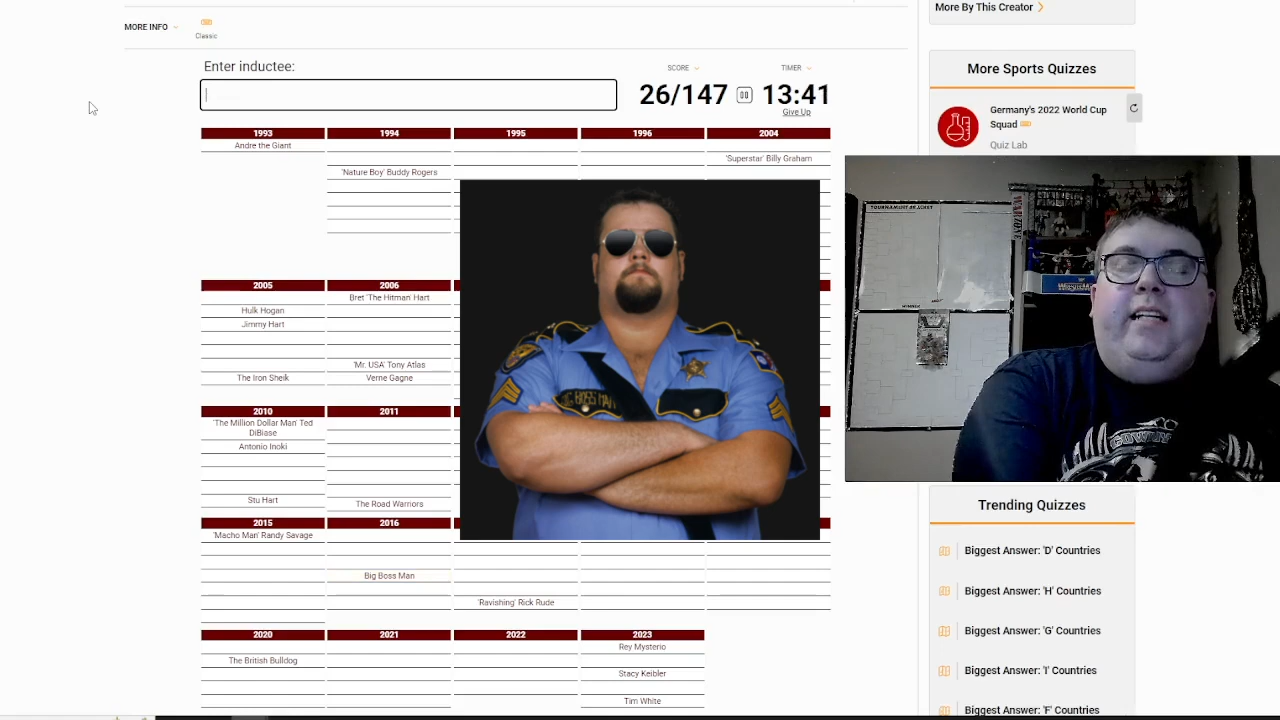 More By This Creator
MORE INFO
Classic
Enter inductee:
SCORE
26/147
TIMER
13:41
Give Up
1993
Andre the Giant
1994
'Nature Boy' Buddy Rogers
1995
1996
2004
'Superstar' Billy Graham
2005
Hulk Hogan
Jimmy Hart
The Iron Sheik
2006
Bret 'The Hitman' Hart
'Mr. USA' Tony Atlas
Verne Gagne
2010
'The Million Dollar Man' Ted
DiBiase
Antonio Inoki
Stu Hart
2011
The Road Warriors
2015
'Macho Man' Randy Savage
2016
Big Boss Man
'Ravishing' Rick Rude
2020
The British Bulldog
2021
2022
2023
Rey Mysterio
Stacy Keibler
Tim White
BIG BOSS MAN
More Sports Quizzes
Germany's 2022 World Cup
Squad
Quiz Lab
TOURNAMENT BRACKET
Trending Quizzes
Biggest Answer: 'D' Countries
Biggest Answer: 'H' Countries
Biggest Answer: 'G' Countries
Biggest Answer: 'I' Countries
Biggest Answer: 'F' Countries